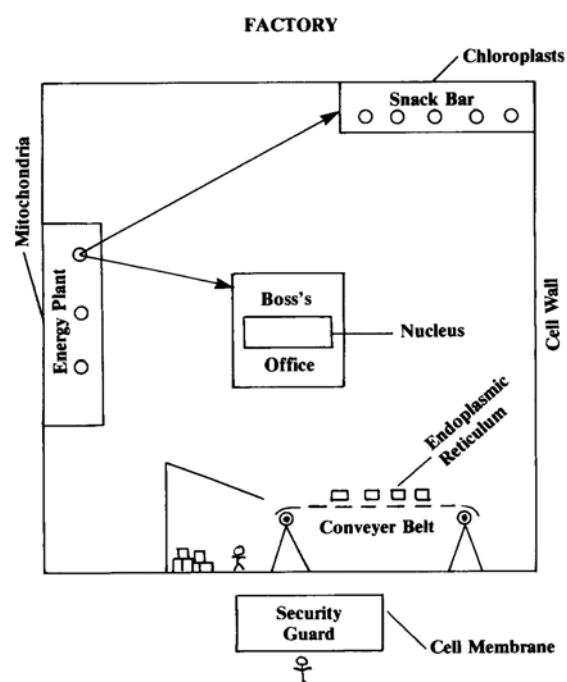 FACTORY
Chloroplasts
Snack Bar
Mitochondria
Energy Plant
Boss's
Office
Nucleus
Cell Wall
Endoplasmic
Reticulum
Conveyer Belt
Security
Guard
Cell Membrane